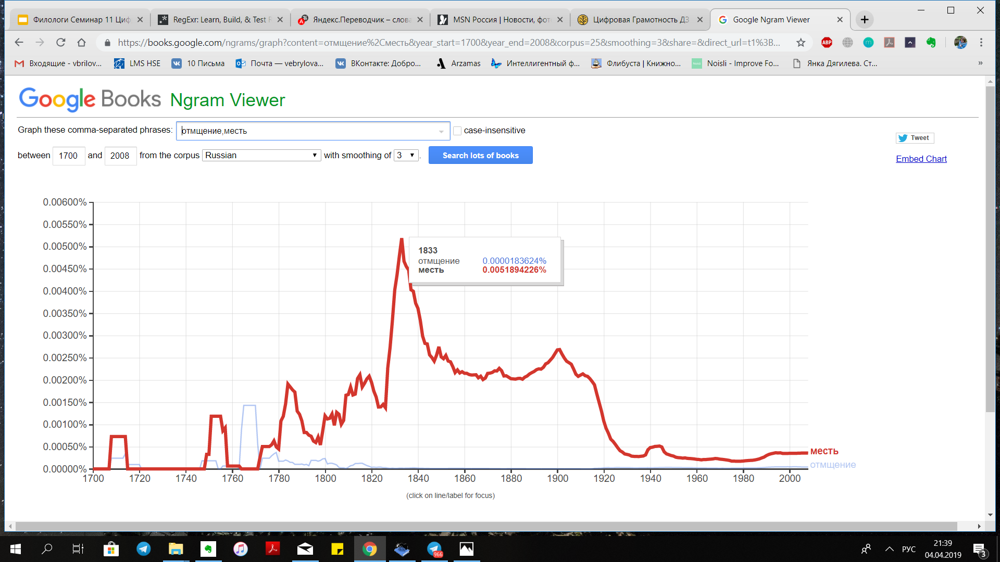 Филологи Семинар 11 Циф
RegExr: Learn, Build, & Test R
Яндекс.Переводчик – слова
MSN Россия | Новости, фото
Цифровая Грамотность ДЗ
Google Ngram Viewer
https://books.google.com/ngrams/graph?content=отмщение%2Cместь&year_start=1700&year_end=2008&corpus=25&smoothing=3&share=&direct_url=t1%3B...
ABP
Входящие - vbrilov...
LMS HSE
10 Письма
Почта — vebrylova...
ВКонтакте: Добро...
Arzamas
Интеллигентный ф...
Флибуста | Книжно...
Noisli - Improve Fo...
Янка Дягилева. Ст...
»
Google Books Ngram Viewer
Graph these comma-separated phrases: отмщение,месть case-insensitive
between 1700 and 2008 from the corpus Russian with smoothing of 3 . Search lots of books
Tweet
Embed Chart
0.00600%
0.00550%
0.00500%
0.00450%
0.00400%
0.00350%
0.00300%
0.00250%
0.00200%
0.00150%
0.00100%
0.00050%
0.00000%
1833
отмщение 0.0000183624%
месть 0.0051894226%
месть
отмщение
1700 1720 1740 1760 1780 1800 1820 1840 1860 1880 1900 1920 1940 1960 1980 2000
(click on line/label for focus)
966
РУС
21:39
04.04.2019
3